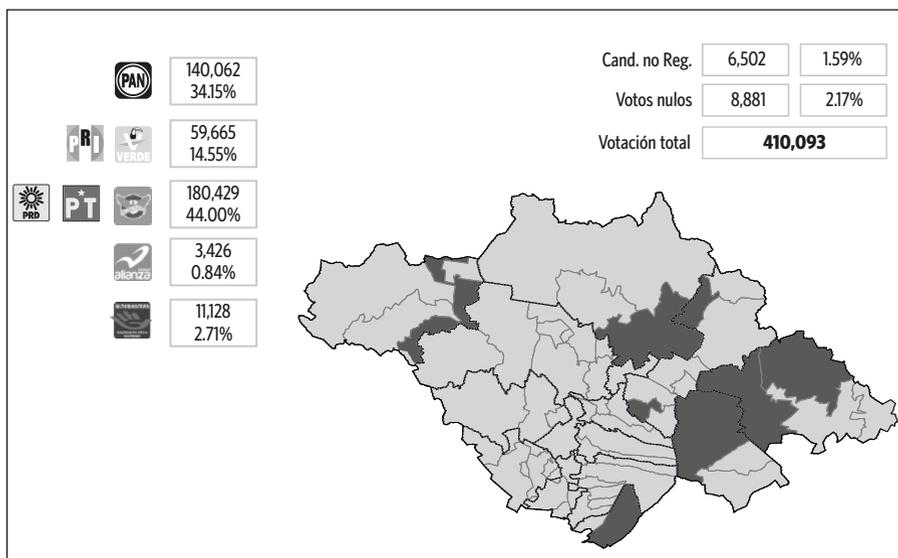 PAN
140,062
34.15%
PRI
VERDE
59,665
14.55%
PRD
PT
180,429
44.00%
alianza
3,426
0.84%
11,128
2.71%
Cand. no Reg.
6,502
1.59%
Votos nulos
8,881
2.17%
Votación total
410,093